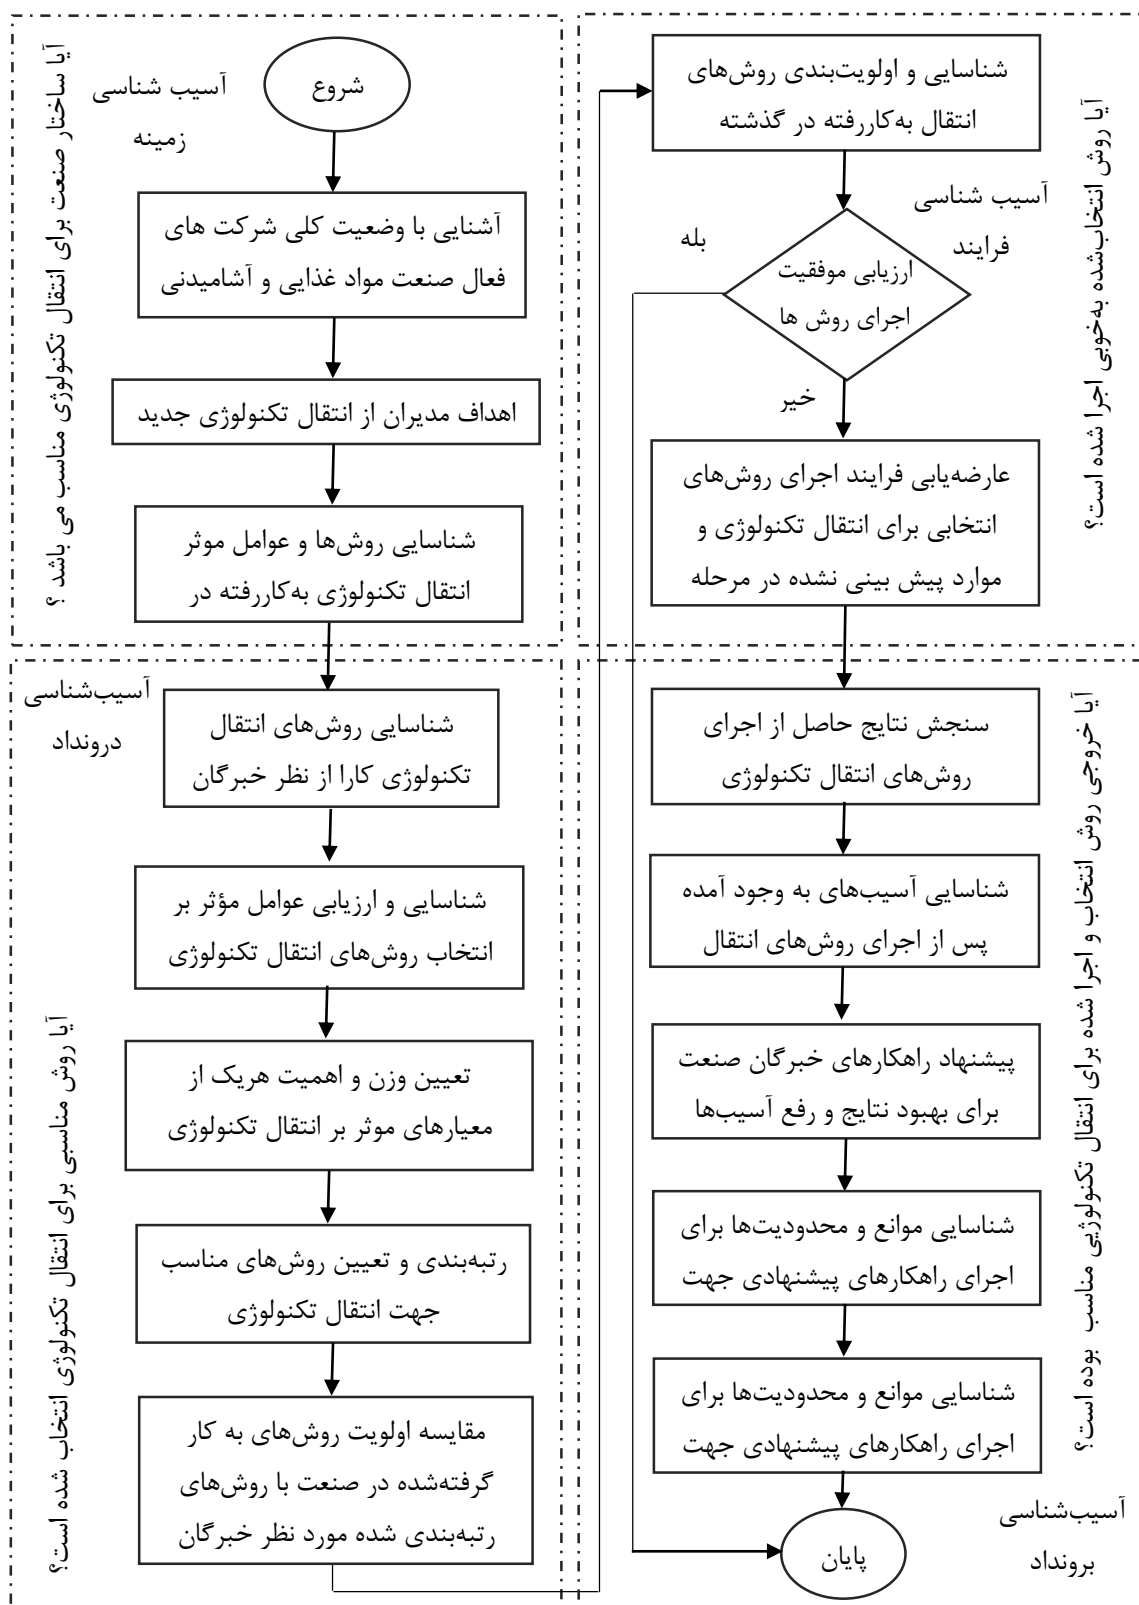 آیا ساختار صنعت برای انتقال تکنولوژی مناسب می باشد ؟
آسیب شناسی
زمینه
شروع
آشنایی با وضعیت کلی شرکت های
فعال صنعت مواد غذایی و آشامیدنی
اهداف مدیران از انتقال تکنولوژی جدید
شناسایی روش‌ها و عوامل موثر
انتقال تکنولوژی به‌کاررفته در
آسیب‌شناسی
درونداد
شناسایی روش‌های انتقال
تکنولوژی کارا از نظر خبرگان
شناسایی و ارزیابی عوامل مؤثر بر
انتخاب روش‌های انتقال تکنولوژی
تعیین وزن و اهمیت هریک از
معیارهای موثر بر انتقال تکنولوژی
رتبه‌بندی و تعیین روش‌های مناسب
جهت انتقال تکنولوژی
مقایسه اولویت روش‌های به کار
گرفته‌شده در صنعت با روش‌های
رتبه‌بندی شده مورد نظر خبرگان
آیا روش مناسبی برای انتقال تکنولوژی انتخاب شده است؟
شناسایی و اولویت‌بندی روش‌های
انتقال به‌کاررفته در گذشته
آسیب شناسی
فرایند
بله
ارزیابی موفقیت
اجرای روش ها
خیر
عارضه‌یابی فرایند اجرای روش‌های
انتخابی برای انتقال تکنولوژی و
موارد پیش بینی نشده در مرحله
آیا روش انتخاب‌شده به‌خوبی اجرا شده است؟
سنجش نتایج حاصل از اجرای
روش‌های انتقال تکنولوژی
شناسایی آسیب‌های به وجود آمده
پس از اجرای روش‌های انتقال
پیشنهاد راهکارهای خبرگان صنعت
برای بهبود نتایج و رفع آسیب‌ها
شناسایی موانع و محدودیت‌ها برای
اجرای راهکارهای پیشنهادی جهت
شناسایی موانع و محدودیت‌ها برای
اجرای راهکارهای پیشنهادی جهت
آسیب‌شناسی
برونداد
پایان
آیا خروجی روش انتخاب و اجرا شده برای انتقال تکنولوژیی مناسب بوده است؟